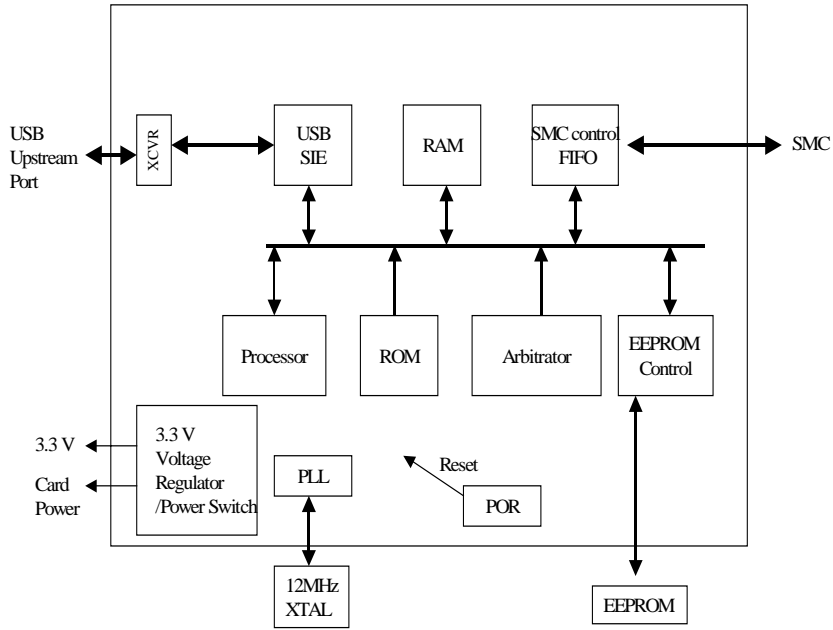 USB
Upstream
Port
XCVR
USB
SIE
RAM
SMC control
FIFO
SMC
Processor
ROM
Arbitrator
EEPROM
Control
3.3 V
Card
Power
3.3 V
Voltage
Regulator
/Power Switch
PLL
Reset
POR
12MHz
XTAL
EEPROM